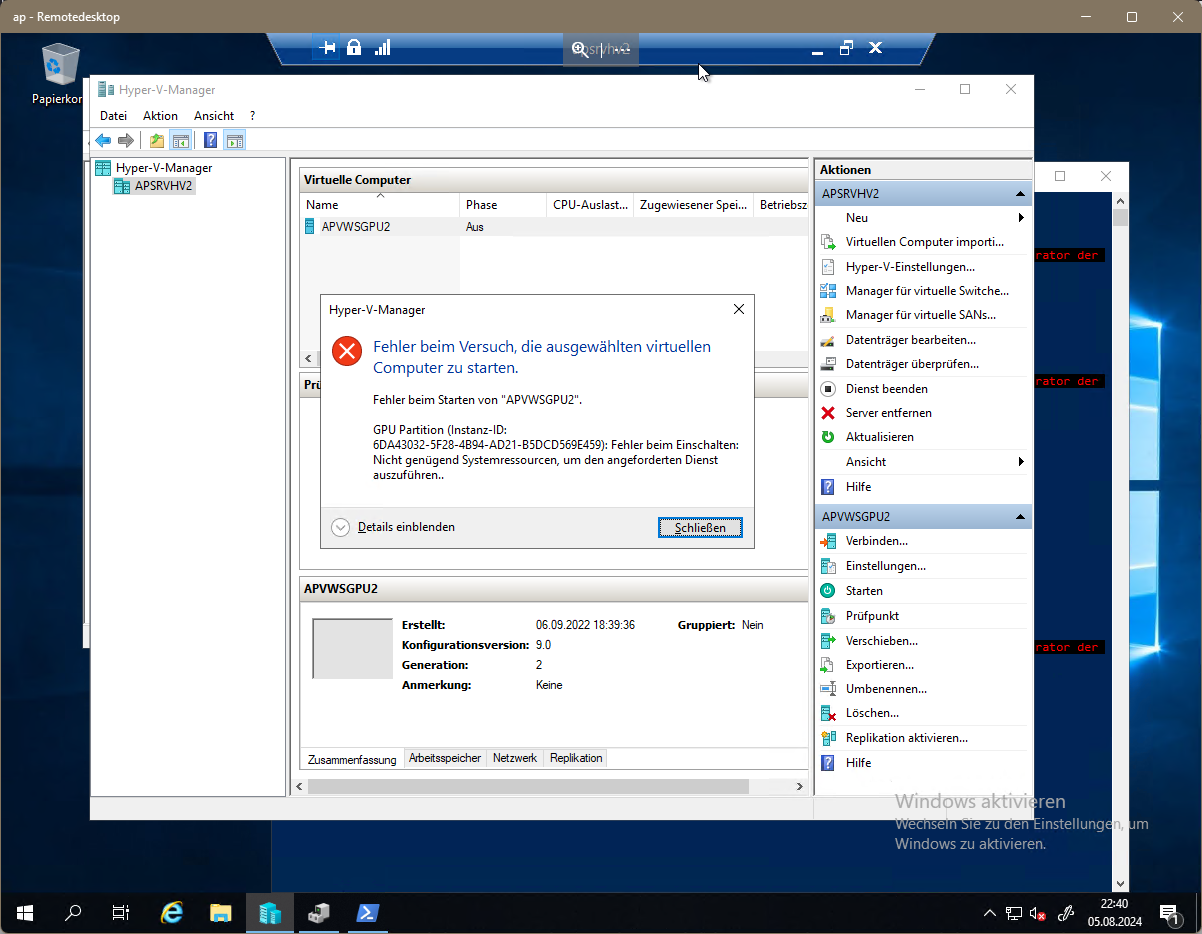 ap - Remotedesktop
apsrvhv2
Papierkor
Hyper-V-Manager
Datei Aktion Ansicht ?
Hyper-V-Manager
APSRVHV2
Virtuelle Computer
Name Phase CPU-Auslast... Zugewiesener Spei... Betriebsz
APVWSGPU2 Aus
Hyper-V-Manager
Fehler beim Versuch, die ausgewählten virtuellen
Computer zu starten.
Fehler beim Starten von "APVWSGPU2".
GPU Partition (Instanz-ID:
6DA43032-5F28-4B94-AD21-B5DCD569E459): Fehler beim Einschalten:
Nicht genügend Systemressourcen, um den angeforderten Dienst
auszuführen..
Details einblenden
Schließen
Prü
APVWSGPU2
Erstellt: 06.09.2022 18:39:36 Gruppiert: Nein
Konfigurationsversion: 9.0
Generation: 2
Anmerkung: Keine
Zusammenfassung Arbeitsspeicher Netzwerk Replikation
Aktionen
APSRVHV2
Neu
Virtuellen Computer importi...
Hyper-V-Einstellungen...
Manager für virtuelle Switche...
Manager für virtuelle SANs...
Datenträger bearbeiten...
Datenträger überprüfen...
Dienst beenden
Server entfernen
Aktualisieren
Ansicht
Hilfe
APVWSGPU2
Verbinden...
Einstellungen...
Starten
Prüfpunkt
Verschieben...
Exportieren...
Umbenennen...
Löschen...
Replikation aktivieren...
Hilfe
rator der
rator der
rator der
Windows aktivieren
Wechseln Sie zu den Einstellungen, um
Windows zu aktivieren.
22:40
05.08.2024
1